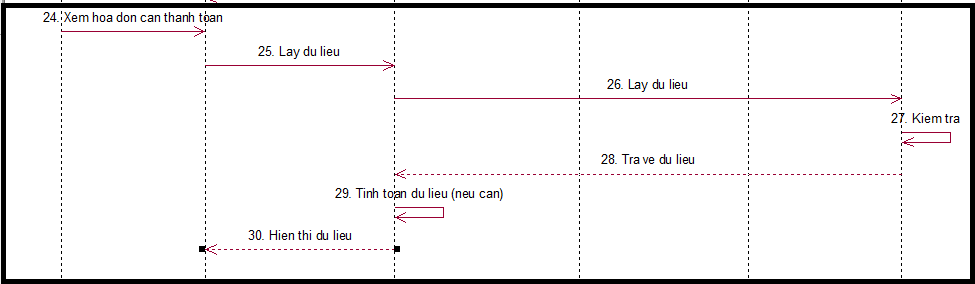 24. Xem hoa don can thanh toan
25. Lay du lieu
26. Lay du lieu
27. Kiem tra
28. Tra ve du lieu
29. Tinh toan du lieu (neu can)
30. Hien thi du lieu